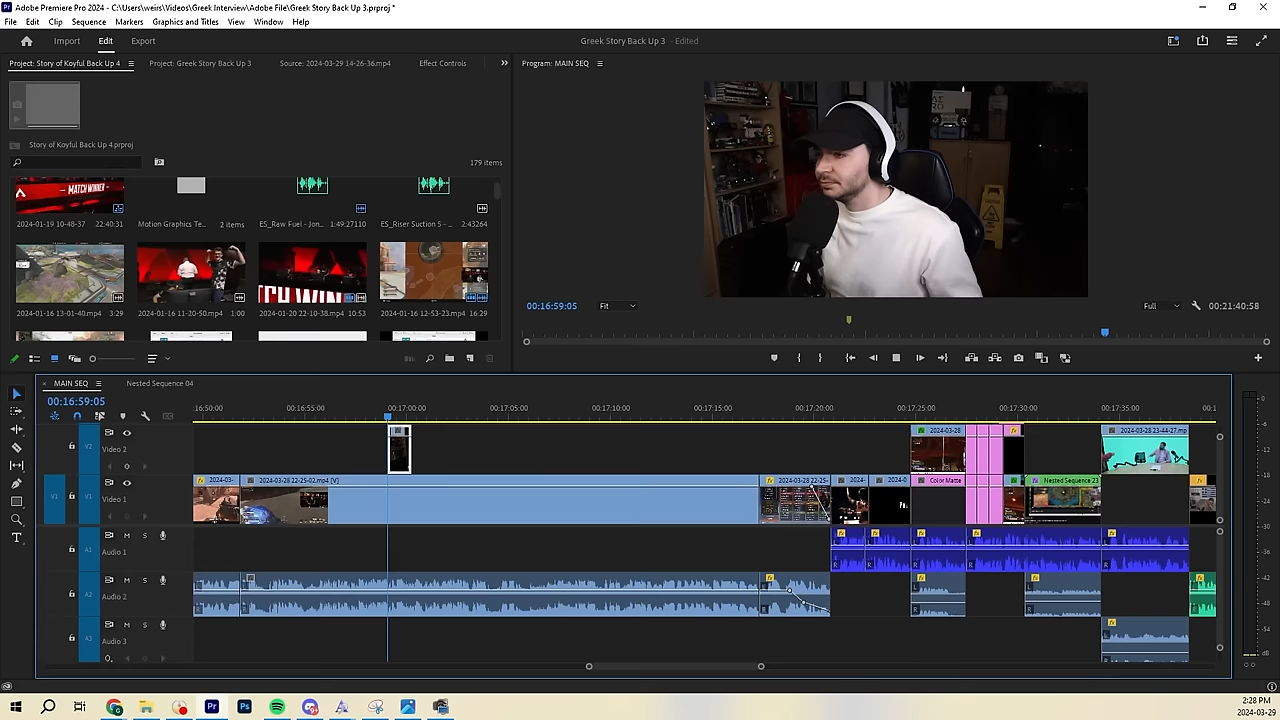 Adobe Premiere Pro 2024 - C:\Users\weirs\Videos\Greek Interview\Adobe File\Greek Story Back Up 3.prproj *
File Edit Clip Sequence Markers Graphics and Titles View Window Help
Import Edit Export
Greek Story Back Up 3 - Edited
Project: Story of Koyful Back Up 4 Project: Greek Story Back Up 3 Source: 2024-03-29 14-26-36.mp4 Effect Controls
Program: MAIN SEQ
Story of Koyful Back Up 4.prproj
179 items
MATCH WINNER
2024-01-19 10-48-37 22:40:31 Motion Graphics Te... 2 items ES_Raw Fuel - Jon... 1:49:27110 ES_Riser Suction 5 - ... 2.43264
2024-01-16 13-01-40.mp4 3:29 2024-01-16 11-20-50.mp4 1:00 2024-01-20 22-10-38.mp4 10:53 2024-01-16 12-53-23.mp4 16:29
00:16:59:05 Fit Full 00:21:40:58
MAIN SEQ Nested Sequence 04
00:16:59:05
:16:50:00 00:16:55:00 00:17:00:00 00:17:05:00 00:17:10:00 00:17:15:00 00:17:20:00 00:17:25:00 00:17:30:00 00:17:35:00 00:1
V2 Video 2
2024-03-28 2024-03-28 23-44-27.mp
V1 V1 Video 1
2024-03- 2024-03-28 22-25-02.mp4 [V] 2024-03-28 22-25- 2024- 2024-0 Color Matte Nested Sequence 23
A1 M S Audio 1
A2 M S Audio 2
A3 M S Audio 3
2:28 PM
2024-03-29